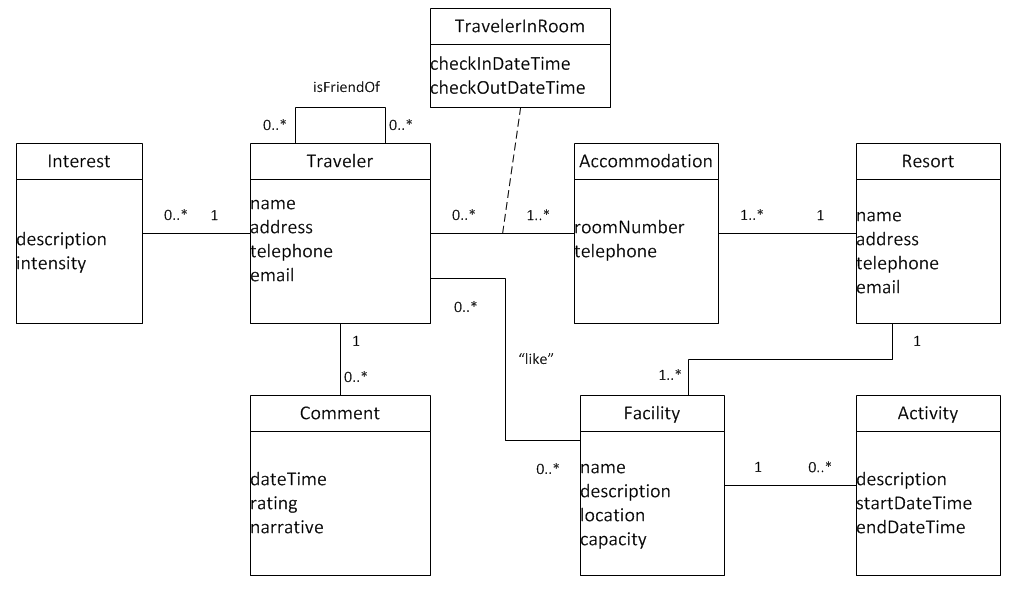 TravelerInRoom
checkInDateTime
checkOutDateTime
isFriendOf
0..* 0..*
Interest
description
intensity
0..* 1
Traveler
name
address
telephone
email
0..* 1..*
Accommodation
roomNumber
telephone
1..* 1
Resort
name
address
telephone
email
1
0..*
0..*
“like”
0..*
1
1..*
Comment
dateTime
rating
narrative
Facility
name
description
location
capacity
1 0..*
Activity
description
startDateTime
endDateTime